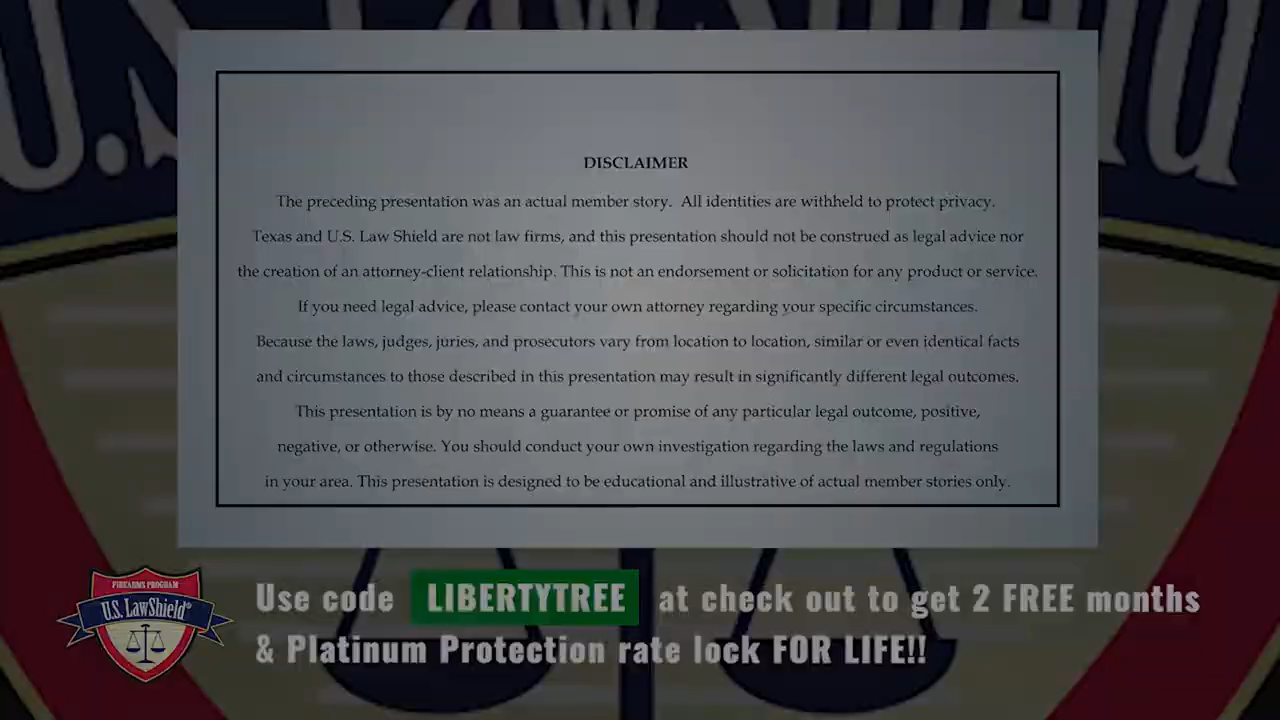 U.S. LawShield
DISCLAIMER
The preceding presentation was an actual member story. All identities are withheld to protect privacy.
Texas and U.S. Law Shield are not law firms, and this presentation should not be construed as legal advice nor
the creation of an attorney-client relationship. This is not an endorsement or solicitation for any product or service.
If you need legal advice, please contact your own attorney regarding your specific circumstances.
Because the laws, judges, juries, and prosecutors vary from location to location, similar or even identical facts
and circumstances to those described in this presentation may result in significantly different legal outcomes.
This presentation is by no means a guarantee or promise of any particular legal outcome, positive,
negative, or otherwise. You should conduct your own investigation regarding the laws and regulations
in your area. This presentation is designed to be educational and illustrative of actual member stories only.
FIREARMS PROGRAM
U.S. LawShield®
Use code LIBERTYTREE at check out to get 2 FREE months
& Platinum Protection rate lock FOR LIFE!!